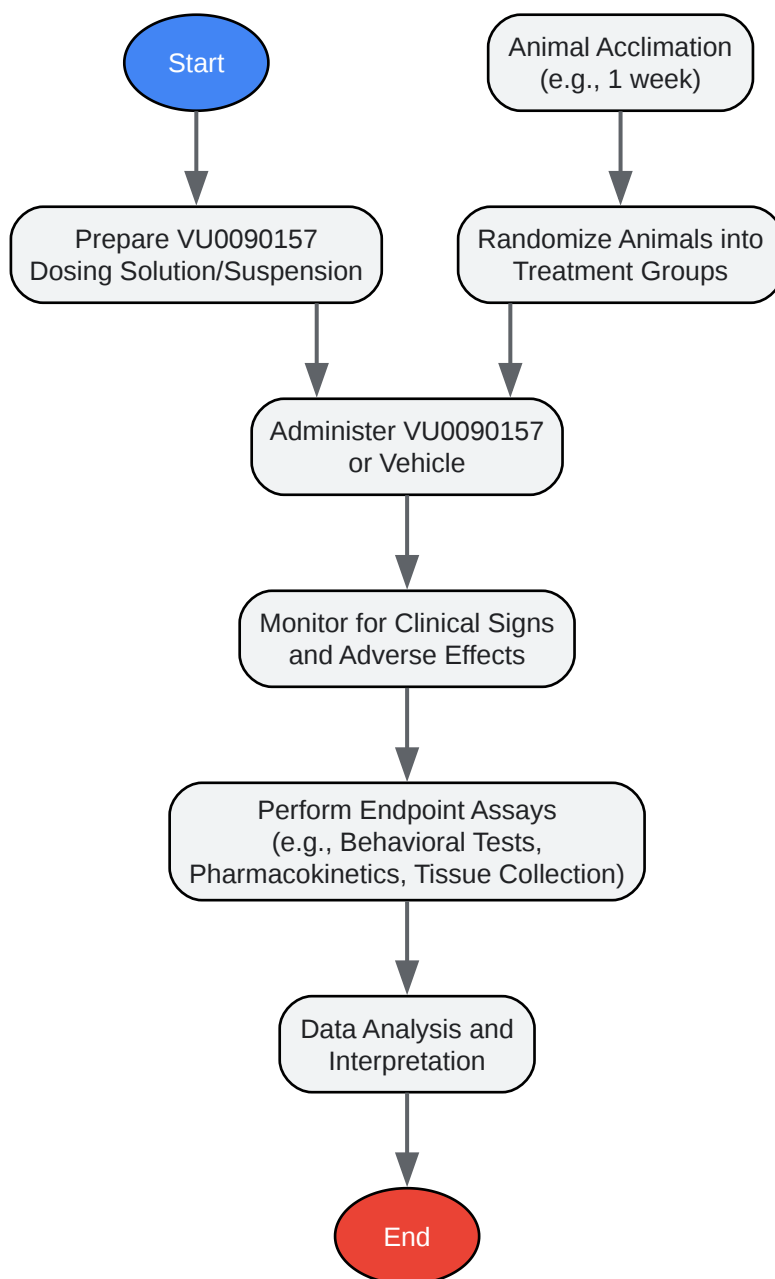 Start
Animal Acclimation
(e.g., 1 week)
Prepare VU0090157
Dosing Solution/Suspension
Randomize Animals into
Treatment Groups
Administer VU0090157
or Vehicle
Monitor for Clinical Signs
and Adverse Effects
Perform Endpoint Assays
(e.g., Behavioral Tests,
Pharmacokinetics, Tissue Collection)
Data Analysis and
Interpretation
End